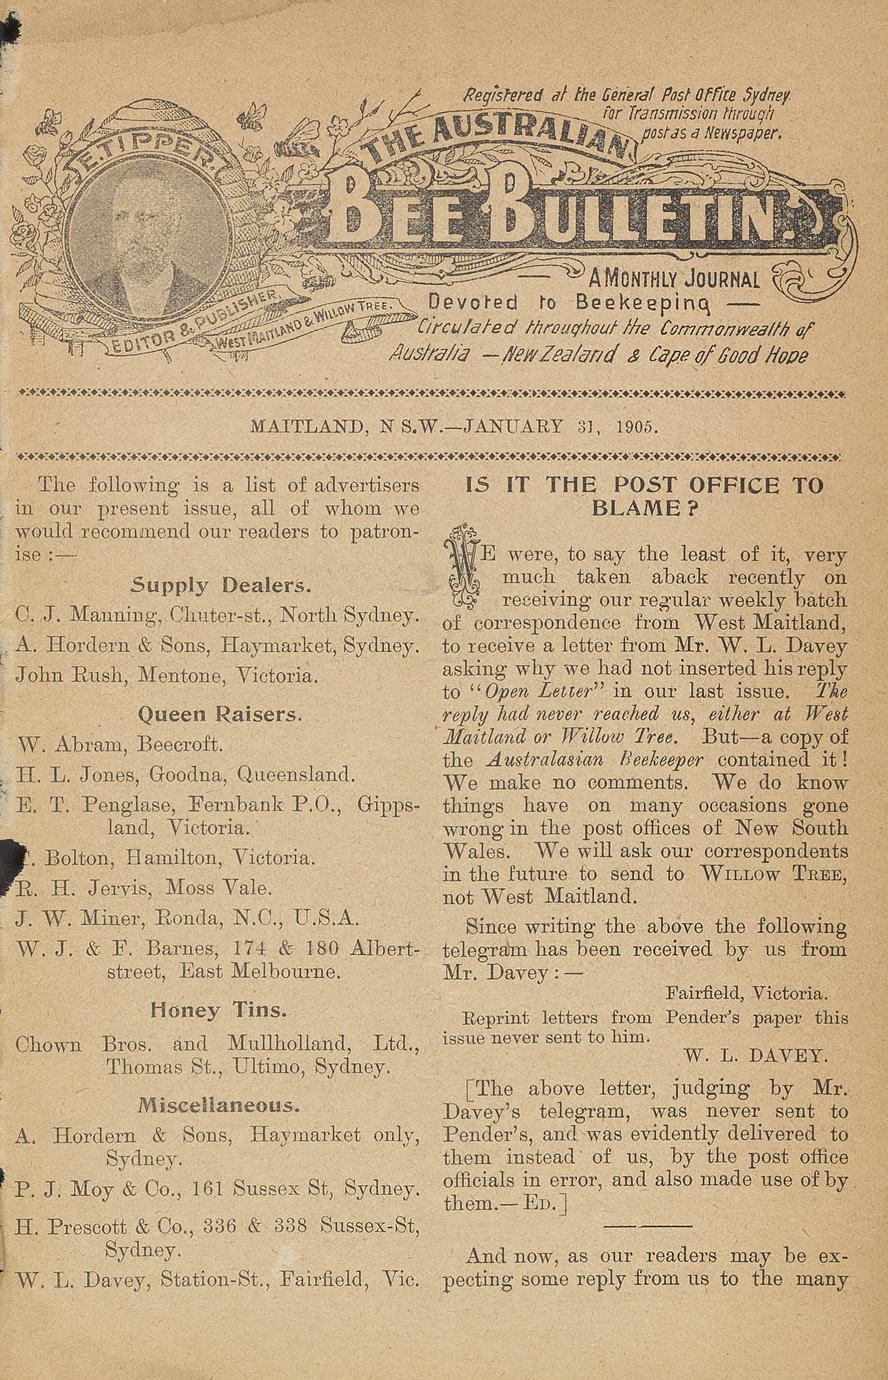 Registered at the General Post Office Sydney
for Transmission through
post as a Newspaper.
E. TIPPER.
THE AUSTRALIAN
BEE BULLETIN.
A MONTHLY JOURNAL
Devoted to Beekeeping —
EDITOR & PUBLISHER
WEST MAITLAND & WILLOW TREE.
Circulated throughout the Commonwealth of
Australia — New Zealand & Cape of Good Hope
MAITLAND, N S.W.—JANUARY 31, 1905.
The following is a list of advertisers
in our present issue, all of whom we
would recommend our readers to patron-
ise :—
Supply Dealers.
C. J. Manning, Chuter-st., North Sydney.
A. Hordern & Sons, Haymarket, Sydney.
John Rush, Mentone, Victoria.
Queen Raisers.
W. Abram, Beecroft.
H. L. Jones, Goodna, Queensland.
E. T. Penglase, Fernbank P.O., Gipps-
land, Victoria.
. Bolton, Hamilton, Victoria.
R. H. Jervis, Moss Vale.
J. W. Miner, Ronda, N.C., U.S.A.
W. J. & F. Barnes, 174 & 180 Albert-
street, East Melbourne.
Honey Tins.
Chown Bros. and Mullholland, Ltd.,
Thomas St., Ultimo, Sydney.
Miscellaneous.
A. Hordern & Sons, Haymarket only,
Sydney.
P. J. Moy & Co., 161 Sussex St, Sydney.
H. Prescott & Co., 336 & 338 Sussex-St,
Sydney.
W. L. Davey, Station-St., Fairfield, Vic.
IS IT THE POST OFFICE TO
BLAME ?
WE were, to say the least of it, very
much taken aback recently on
receiving our regular weekly batch
of correspondence from West Maitland,
to receive a letter from Mr. W. L. Davey
asking why we had not inserted his reply
to "Open Letter" in our last issue. The
reply had never reached us, either at West
Maitland or Willow Tree. But—a copy of
the Australasian Beekeeper contained it !
We make no comments. We do know
things have on many occasions gone
wrong in the post offices of New South
Wales. We will ask our correspondents
in the future to send to WILLOW TREE,
not West Maitland.
Since writing the above the following
telegram has been received by us from
Mr. Davey : —
Fairfield, Victoria.
Reprint letters from Pender's paper this
issue never sent to him.
W. L. DAVEY.
[The above letter, judging by Mr.
Davey's telegram, was never sent to
Pender's, and was evidently delivered to
them instead of us, by the post office
officials in error, and also made use of by
them.— ED.]
And now, as our readers may be ex-
pecting some reply from us to the many